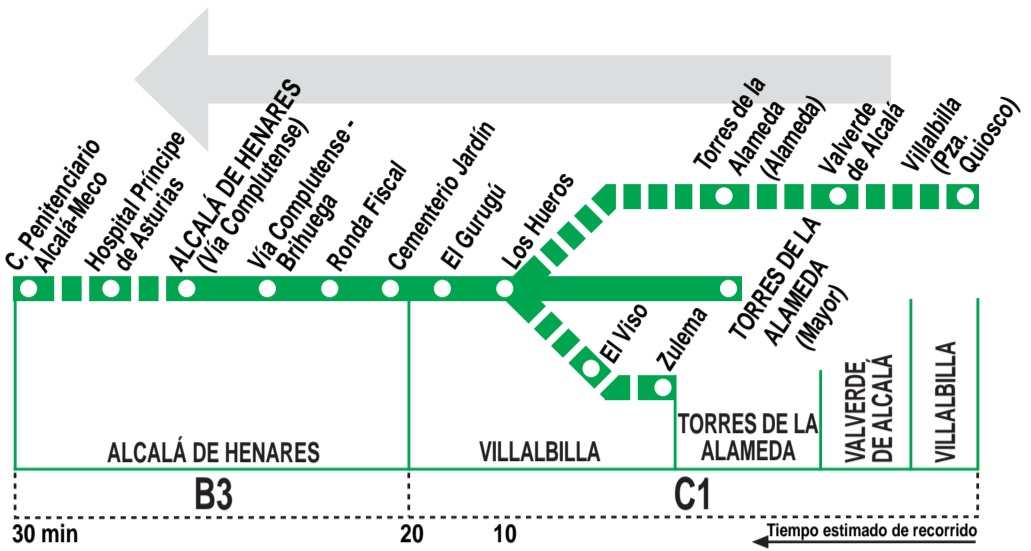 C. Penitenciario
Alcalá-Meco
Hospital Príncipe
de Asturias
ALCALÁ DE HENARES
(Vía Complutense)
Vía Complutense -
Brihuega
Ronda Fiscal
Cementerio Jardín
El Gurugú
Los Hueros
Torres de la
Alameda
(Alameda)
Valverde
de Alcalá
Villalbilla
(Pza.
Quiosco)
El Viso
Zulema
TORRES DE LA
ALAMEDA
(Mayor)
ALCALÁ DE HENARES
VILLALBILLA
TORRES DE LA
ALAMEDA
VALVERDE
DE ALCALÁ
VILLALBILLA
B3
C1
30 min
20
10
Tiempo estimado de recorrido